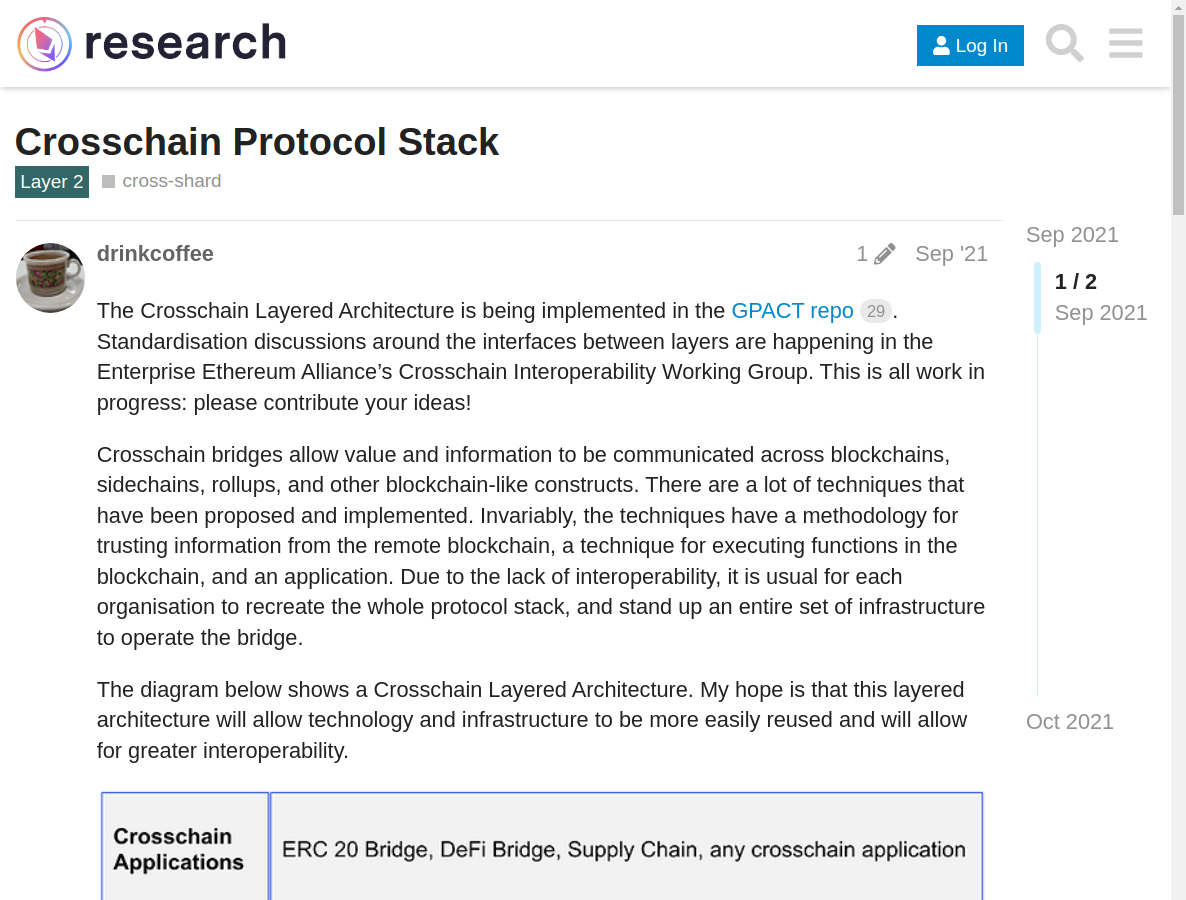 research
Log In
Crosschain Protocol Stack
Layer 2
cross-shard
drinkcoffee
1
Sep '21
The Crosschain Layered Architecture is being implemented in the GPACT repo 29.
Standardisation discussions around the interfaces between layers are happening in the
Enterprise Ethereum Alliance’s Crosschain Interoperability Working Group. This is all work in
progress: please contribute your ideas!
Crosschain bridges allow value and information to be communicated across blockchains,
sidechains, rollups, and other blockchain-like constructs. There are a lot of techniques that
have been proposed and implemented. Invariably, the techniques have a methodology for
trusting information from the remote blockchain, a technique for executing functions in the
blockchain, and an application. Due to the lack of interoperability, it is usual for each
organisation to recreate the whole protocol stack, and stand up an entire set of infrastructure
to operate the bridge.
The diagram below shows a Crosschain Layered Architecture. My hope is that this layered
architecture will allow technology and infrastructure to be more easily reused and will allow
for greater interoperability.
Crosschain
Applications
ERC 20 Bridge, DeFi Bridge, Supply Chain, any crosschain application
Sep 2021
1 / 2
Sep 2021
Oct 2021